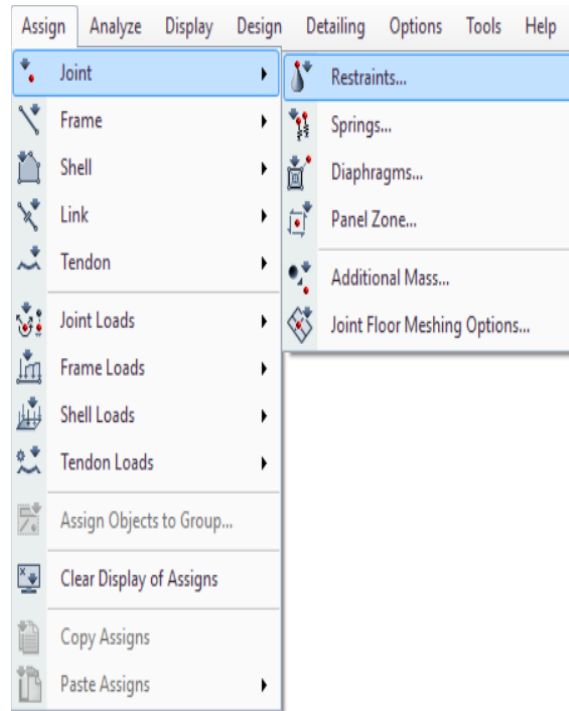 Assign Analyze Display Design Detailing Options Tools Help
Joint
Frame
Shell
Link
Tendon
Joint Loads
Frame Loads
Shell Loads
Tendon Loads
Assign Objects to Group...
Clear Display of Assigns
Copy Assigns
Paste Assigns
Restraints...
Springs...
Diaphragms...
Panel Zone...
Additional Mass...
Joint Floor Meshing Options...